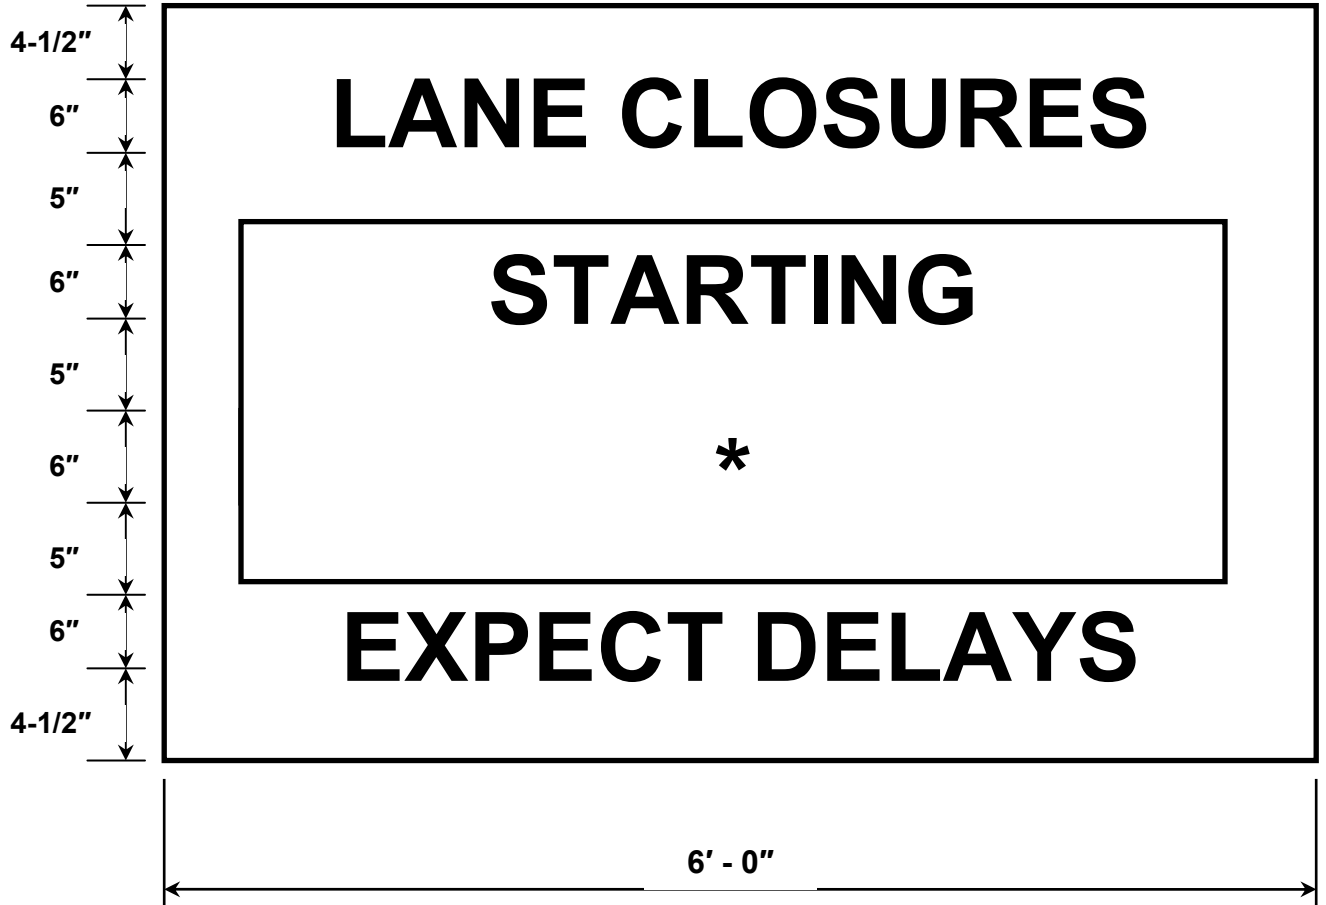 4-1/2″
LANE CLOSURES
6″
5″
STARTING
6″
5″
*
6″
5″
EXPECT DELAYS
6″
4-1/2″
6′ - 0″